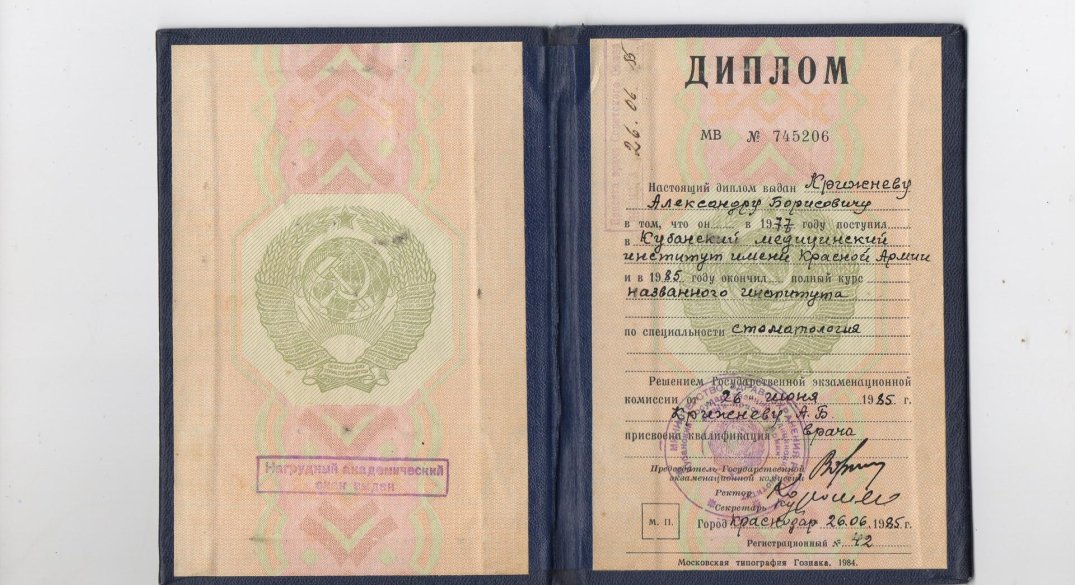 Нагрудный академический
знак выдан
26.06 85
ДИПЛОМ
МВ № 745206
Настоящий диплом выдан Крижневу
Александру Борисовичу
в том, что он в 1977 году поступил
в Кубанский медицинский
институт имени Красной Армии
и в 1985 году окончил полный курс
названного института
по специальности стоматология
Решением Государственной экзаменационной
комиссии от 26 июня 1985 г.
Крижневу А.Б.
присвоена квалификация врача
Председатель Государственной
экзаменационной комиссии
Ректор
Секретарь
М. П.
Город Краснодар 26.06.1985 г.
Регистрационный № 42
Московская типография Гознака. 1984.